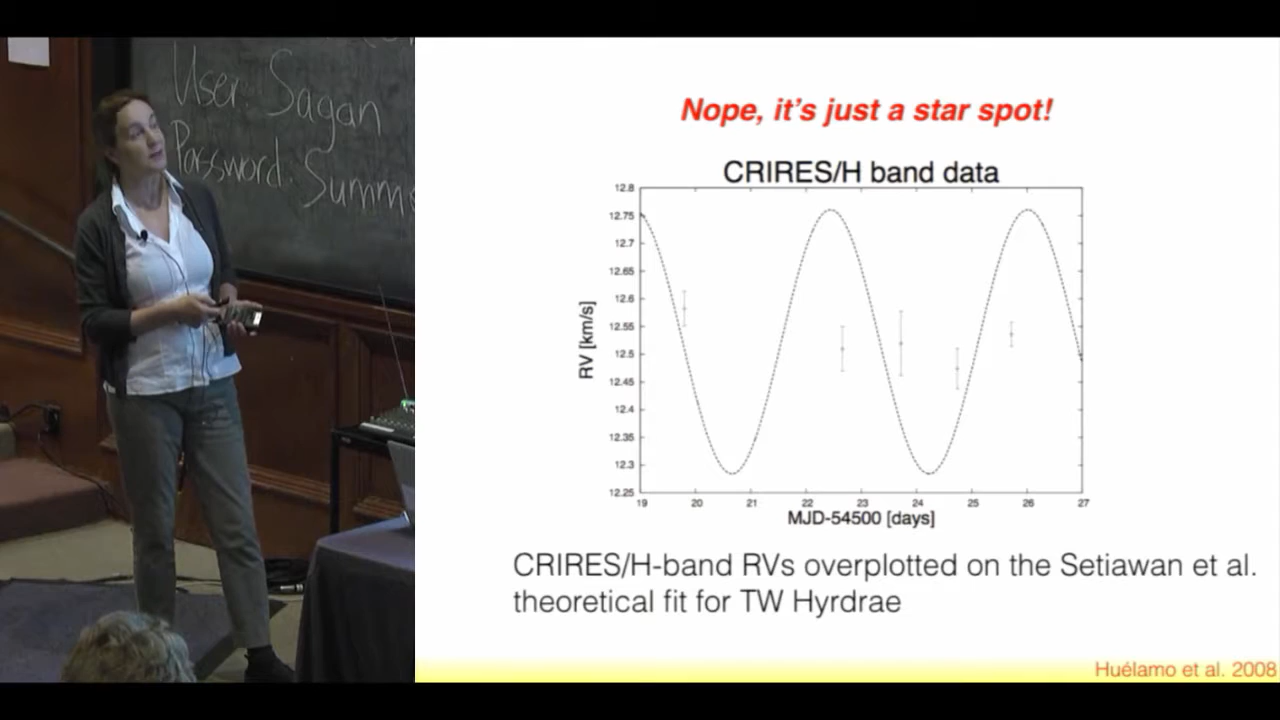 User: Sagan
Password: Summe
Nope, it's just a star spot!
CRIRES/H band data
12.8
12.75
12.7
12.65
12.6
12.55
12.5
12.45
12.4
12.35
12.3
12.25
RV [km/s]
19 20 21 22 23 24 25 26 27
MJD-54500 [days]
CRIRES/H-band RVs overplotted on the Setiawan et al.
theoretical fit for TW Hyrdrae
Huélamo et al. 2008